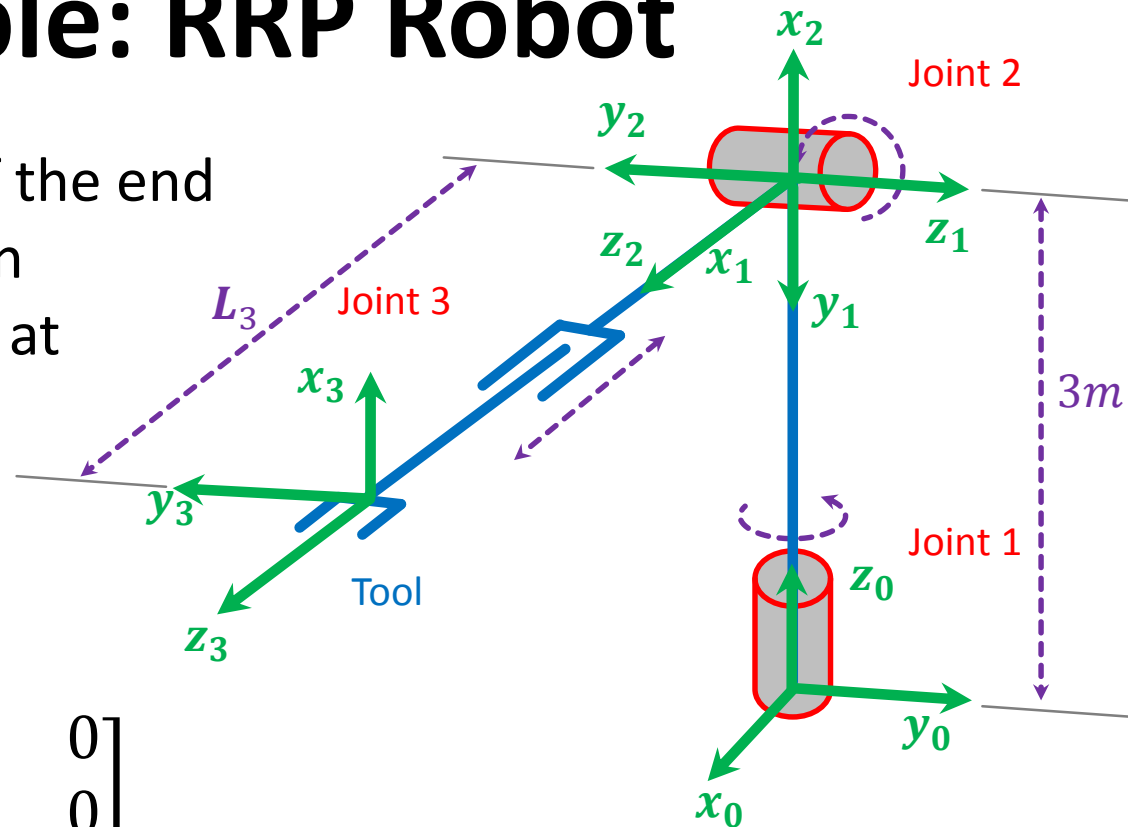 ple: RRP Robot
x₂
Joint 2
y₂
the end
z₁
z₂
x₁
L₃
Joint 3
y₁
at
x₃
3m
y₃
Joint 1
z₀
Tool
z₃
0]
y₀
0
x₀